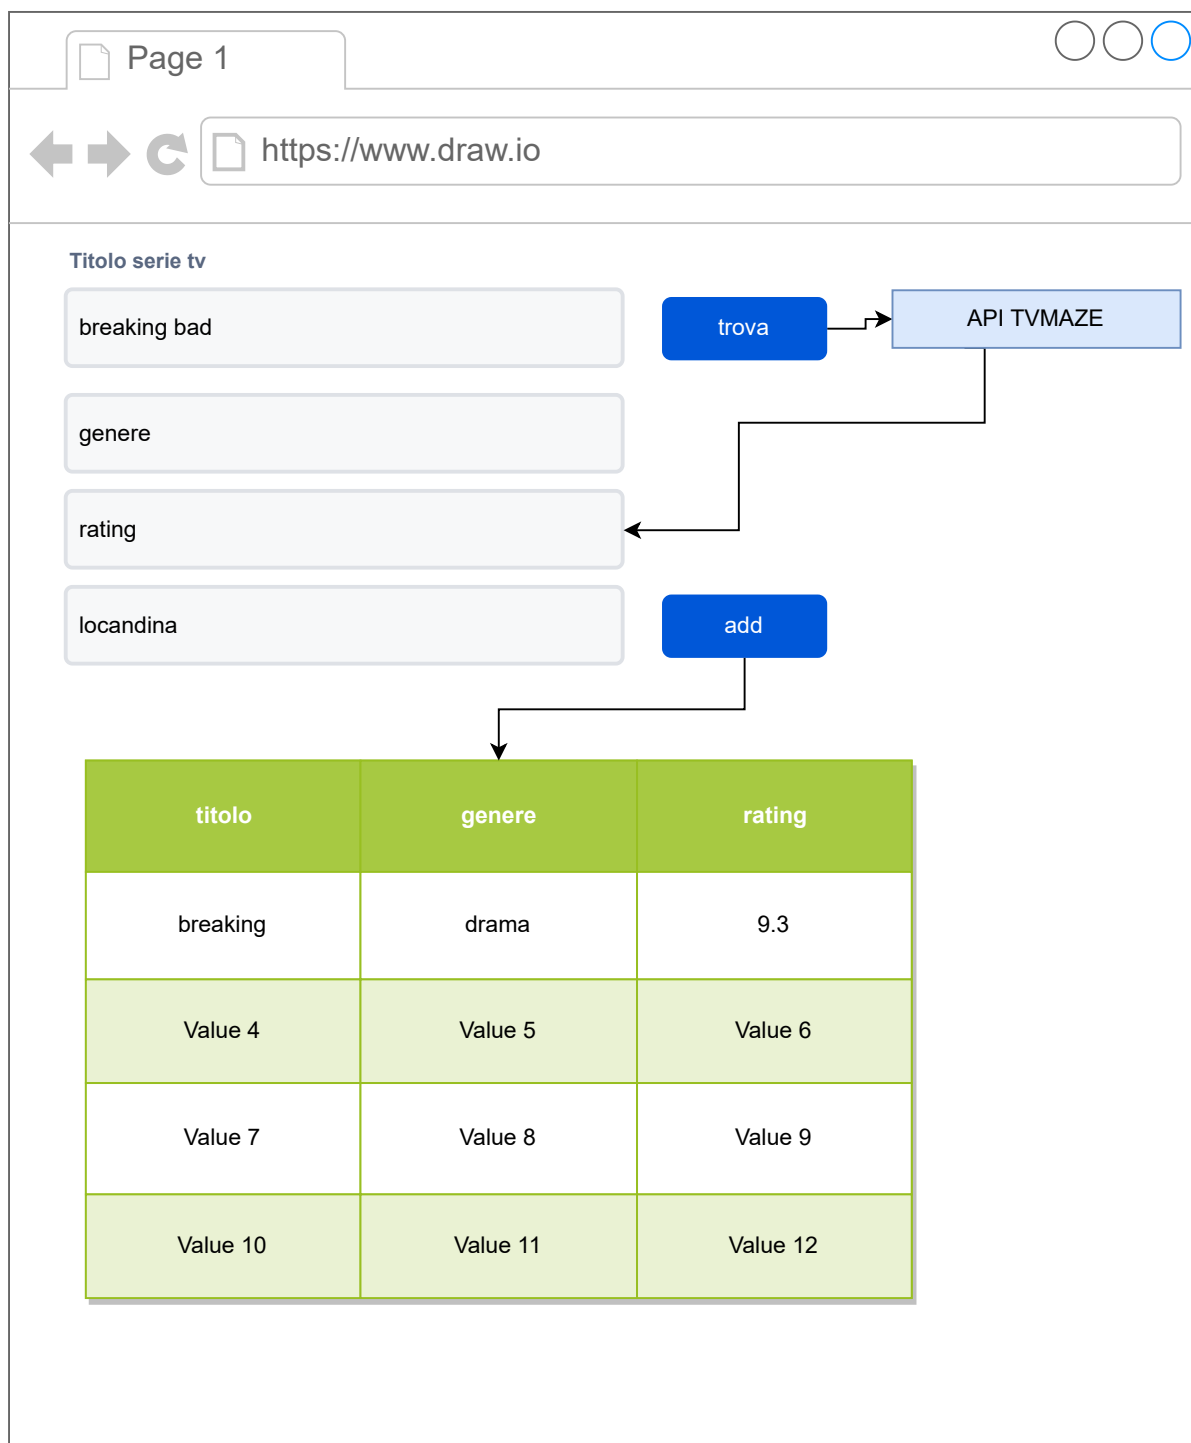 Page 1
https://www.draw.io
Titolo serie tv
breaking bad
trova
API TVMAZE
genere
rating
locandina
add
titolo
genere
rating
breaking
drama
9.3
Value 4
Value 5
Value 6
Value 7
Value 8
Value 9
Value 10
Value 11
Value 12